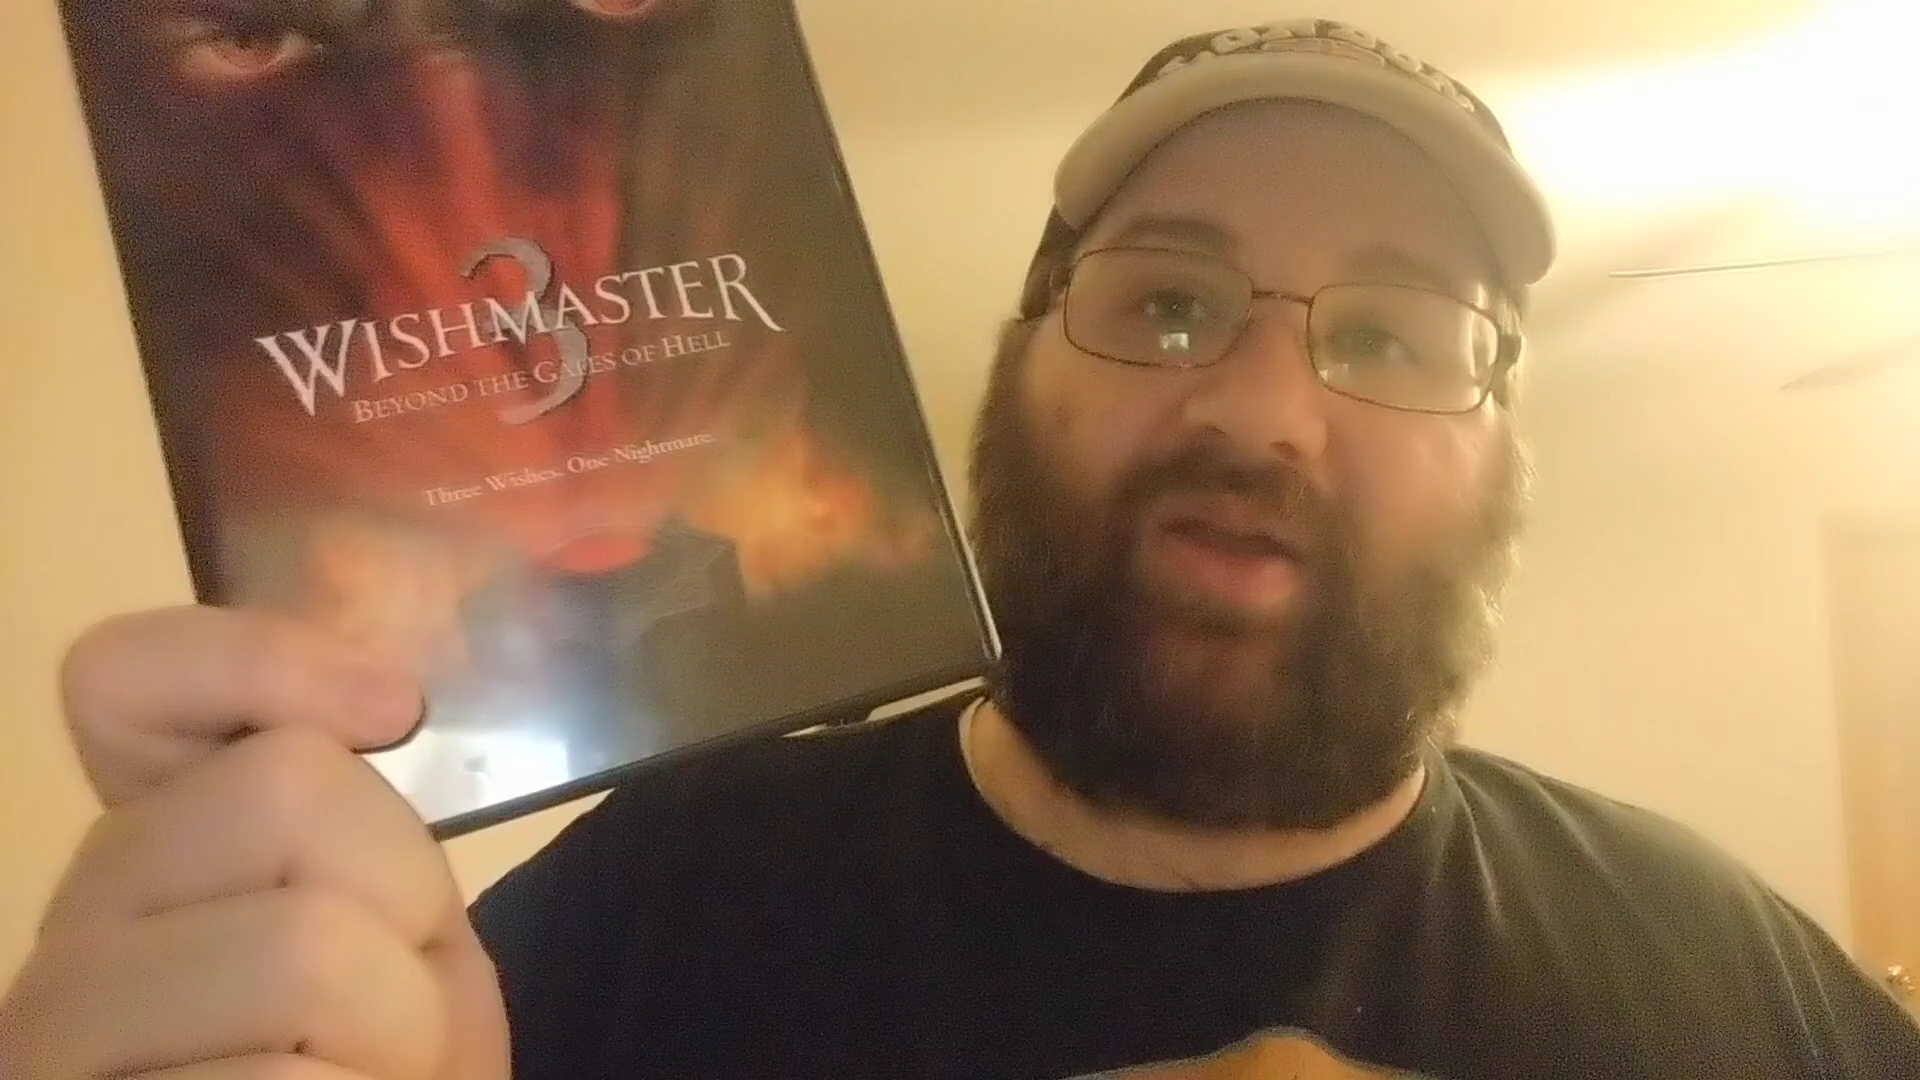 3
WISHMASTER
BEYOND THE GATES OF HELL
Three Wishes. One Nightmare.